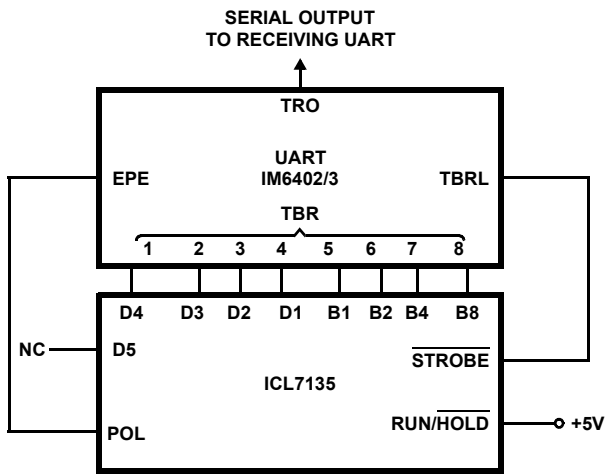 SERIAL OUTPUT
TO RECEIVING UART
TRO
UART
IM6402/3
EPE
TBRL
TBR
1 2 3 4 5 6 7 8
D4 D3 D2 D1 B1 B2 B4 B8
NC
D5
STROBE
ICL7135
RUN/HOLD
+5V
POL